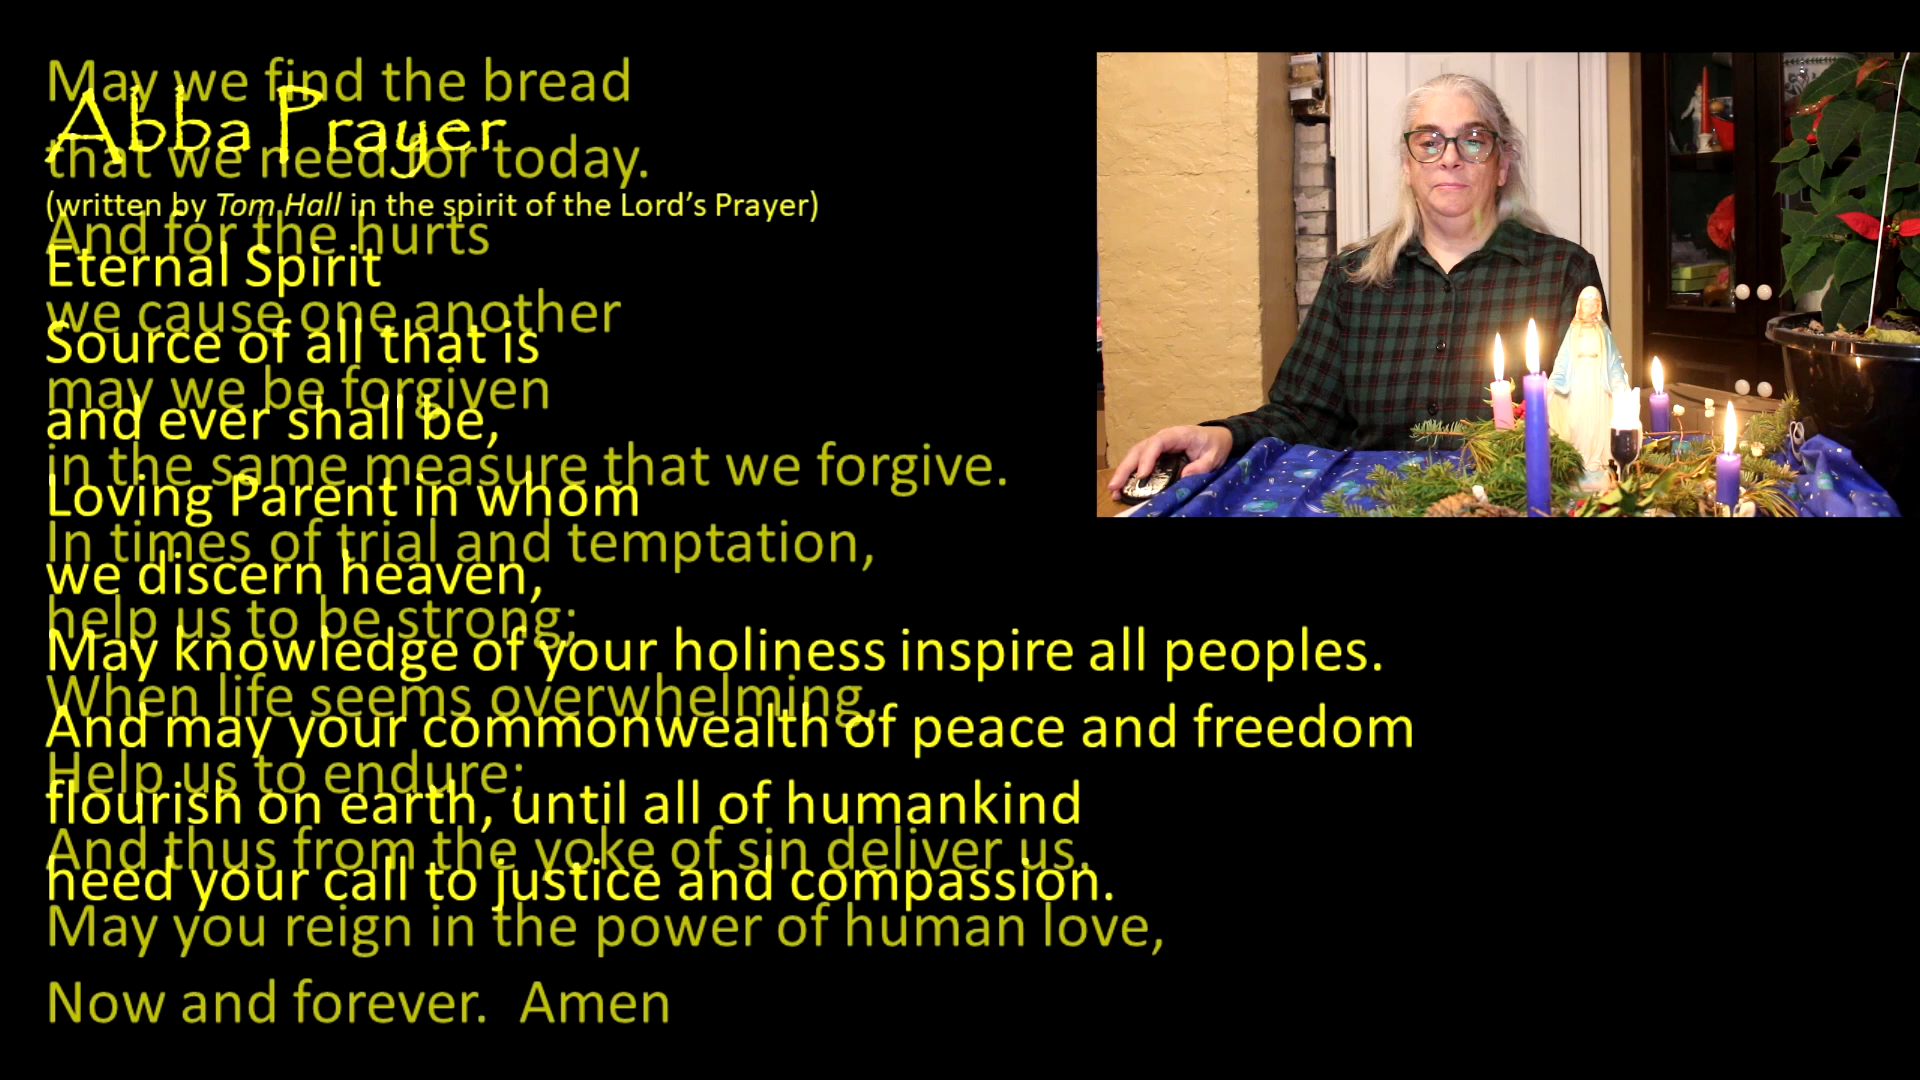 Abba Prayer
(written by Tom Hall in the spirit of the Lord’s Prayer)
Eternal Spirit
Source of all that is
and ever shall be,
Loving Parent in whom
we discern heaven,
May knowledge of your holiness inspire all peoples.
And may your commonwealth of peace and freedom
flourish on earth, until all of humankind
heed your call to justice and compassion.
May we find the bread
that we need for today.
And for the hurts
we cause one another
may we be forgiven
in the same measure that we forgive.
In times of trial and temptation,
help us to be strong;
When life seems overwhelming,
Help us to endure;
And thus from the yoke of sin deliver us.
May you reign in the power of human love,
Now and forever.  Amen